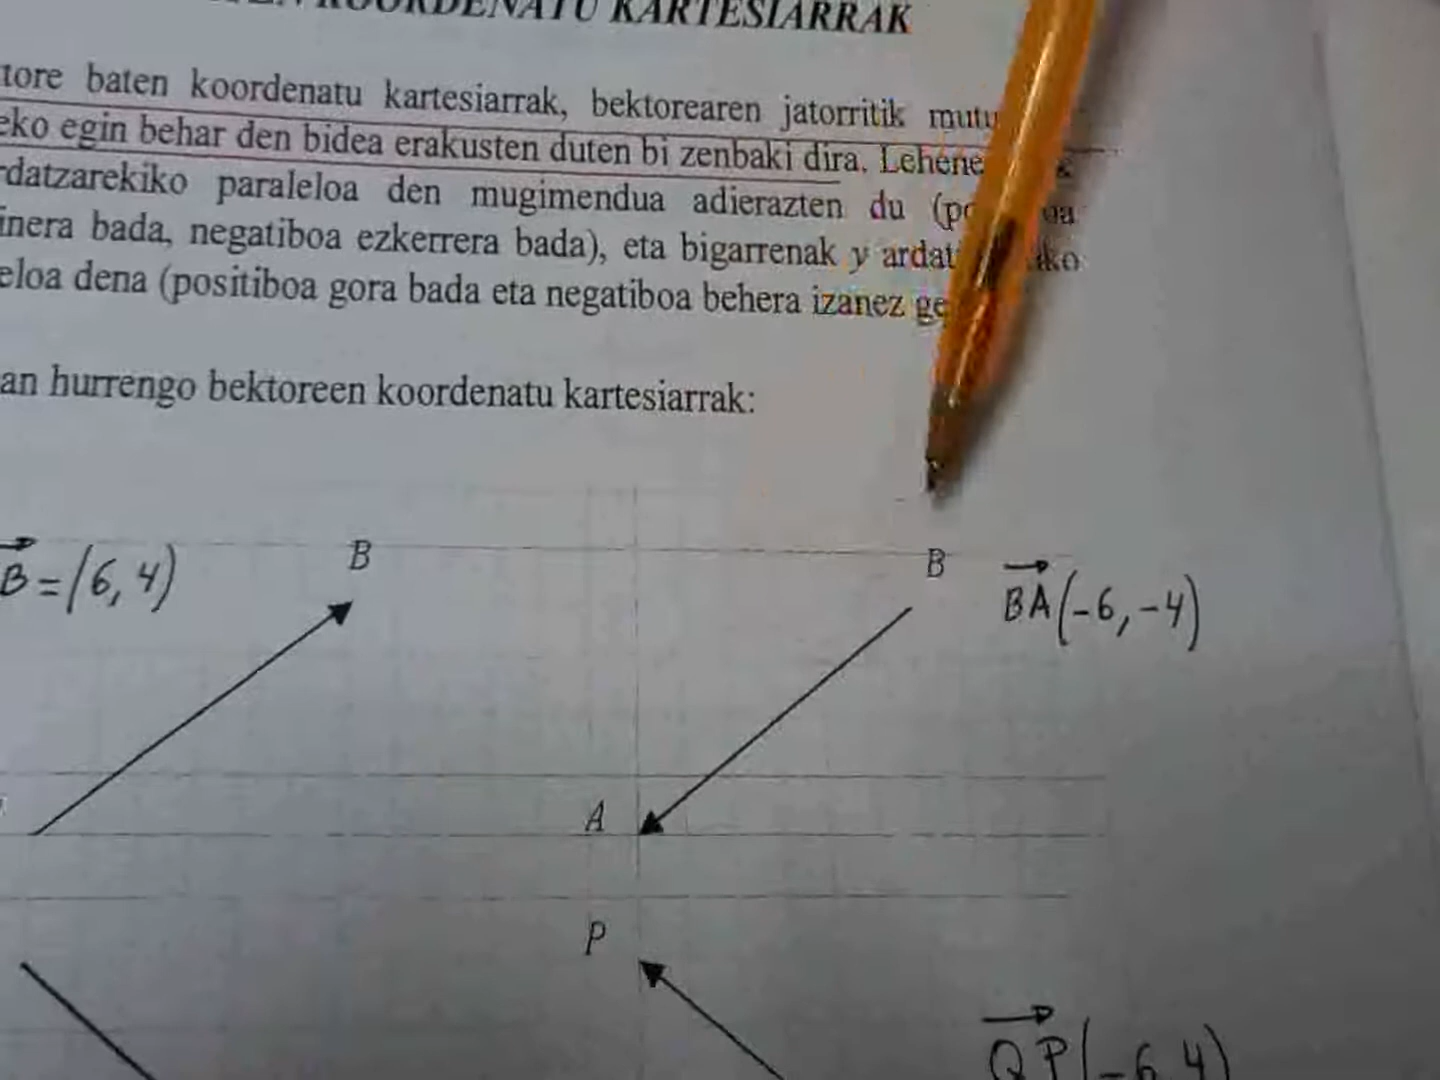 KOORDENATU KARTESIARRAK
tore baten koordenatu kartesiarrak, bektorearen jatorritik mutu
eko egin behar den bidea erakusten duten bi zenbaki dira. Lehene
rdatzarekiko paraleloa den mugimendua adierazten du (po oa
inera bada, negatiboa ezkerrera bada), eta bigarrenak y ardat iko
eloa dena (positiboa gora bada eta negatiboa behera izanez ge
an hurrengo bektoreen koordenatu kartesiarrak:
B = (6, 4)
B
B
BA (-6, -4)
A
P
QP (-6, 4)